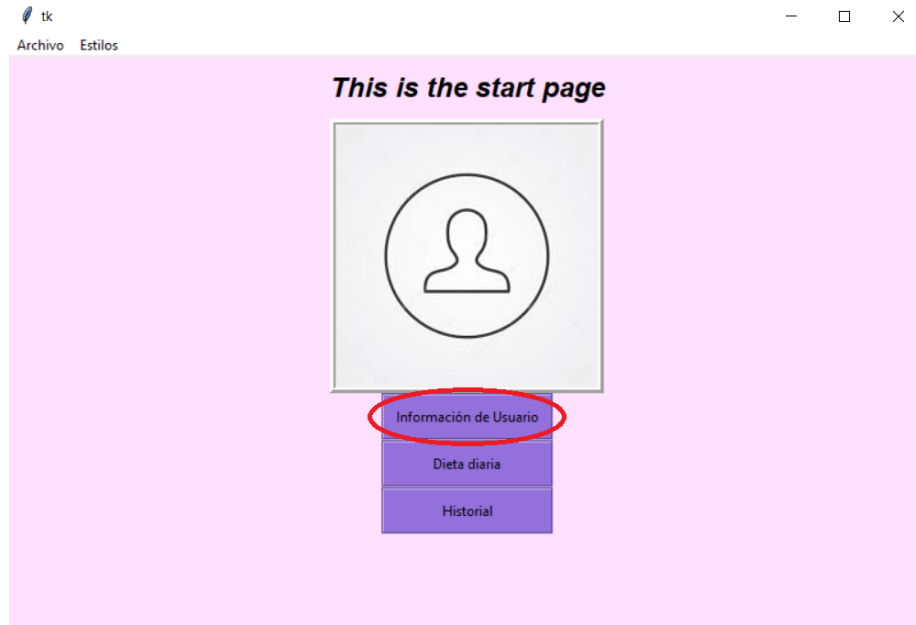 tk
Archivo Estilos
This is the start page
Información de Usuario
Dieta diaria
Historial